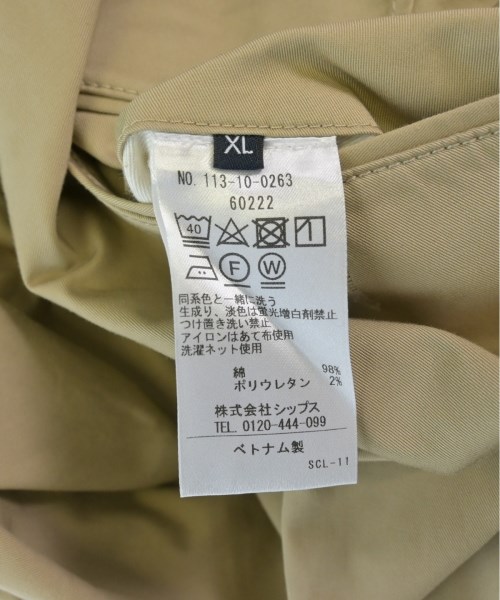 XL
NO. 113-10-0263
60222
40
F W
同系色と一緒に洗う
生成り、淡色は蛍光増白剤禁止
つけ置き洗い禁止
アイロンはあて布使用
洗濯ネット使用
綿 98%
ポリウレタン 2%
株式会社シップス
TEL. 0120-444-099
ベトナム製
SCL-11